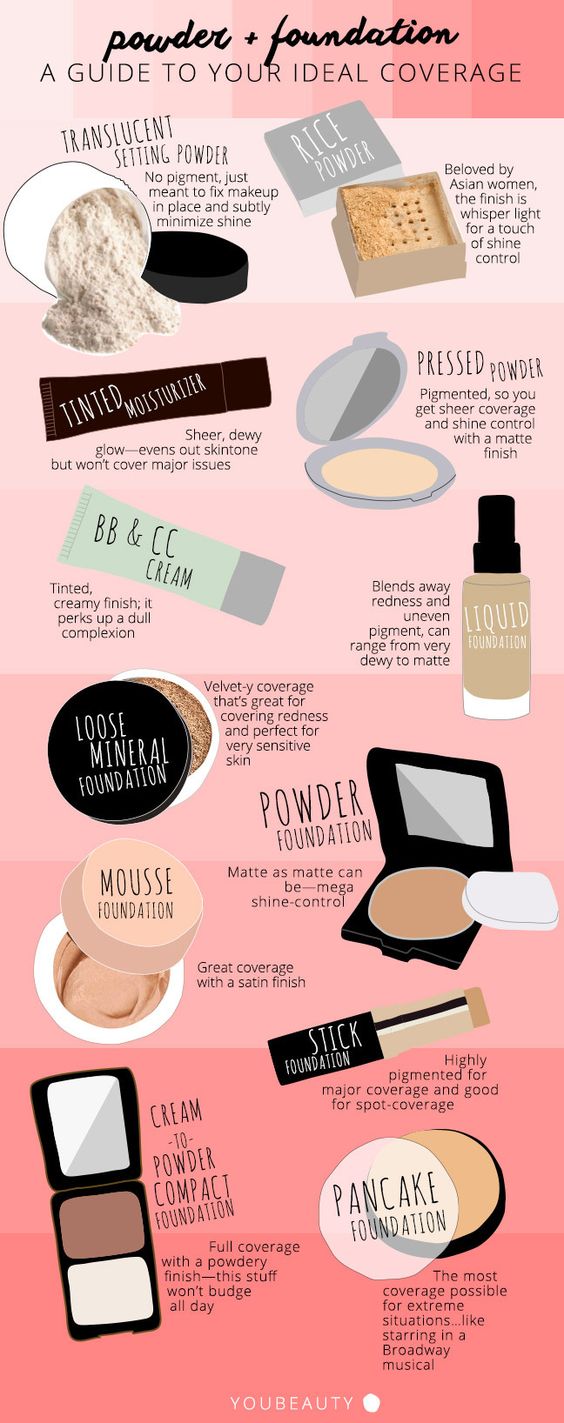 powder + foundation
A GUIDE TO YOUR IDEAL COVERAGE
TRANSLUCENT
SETTING POWDER
No pigment, just
meant to fix makeup
in place and subtly
minimize shine
RICE
POWDER
Beloved by
Asian women,
the finish is
whisper light
for a touch
of shine
control
TINTED MOISTURIZER
Sheer, dewy
glow—evens out skintone
but won't cover major issues
PRESSED POWDER
Pigmented, so you
get sheer coverage
and shine control
with a matte
finish
BB & CC
CREAM
Tinted,
creamy finish; it
perks up a dull
complexion
Blends away
redness and
uneven
pigment, can
range from very
dewy to matte
LIQUID
FOUNDATION
LOOSE
MINERAL
FOUNDATION
Velvet-y coverage
that's great for
covering redness
and perfect for
very sensitive
skin
POWDER
FOUNDATION
Matte as matte can
be—mega
shine-control
MOUSSE
FOUNDATION
Great coverage
with a satin finish
STICK
FOUNDATION
Highly
pigmented for
major coverage and good
for spot-coverage
CREAM
-TO-
POWDER
COMPACT
FOUNDATION
Full coverage
with a powdery
finish—this stuff
won't budge
all day
PANCAKE
FOUNDATION
The most
coverage possible
for extreme
situations...like
starring in a
Broadway
musical
YOUBEAUTY